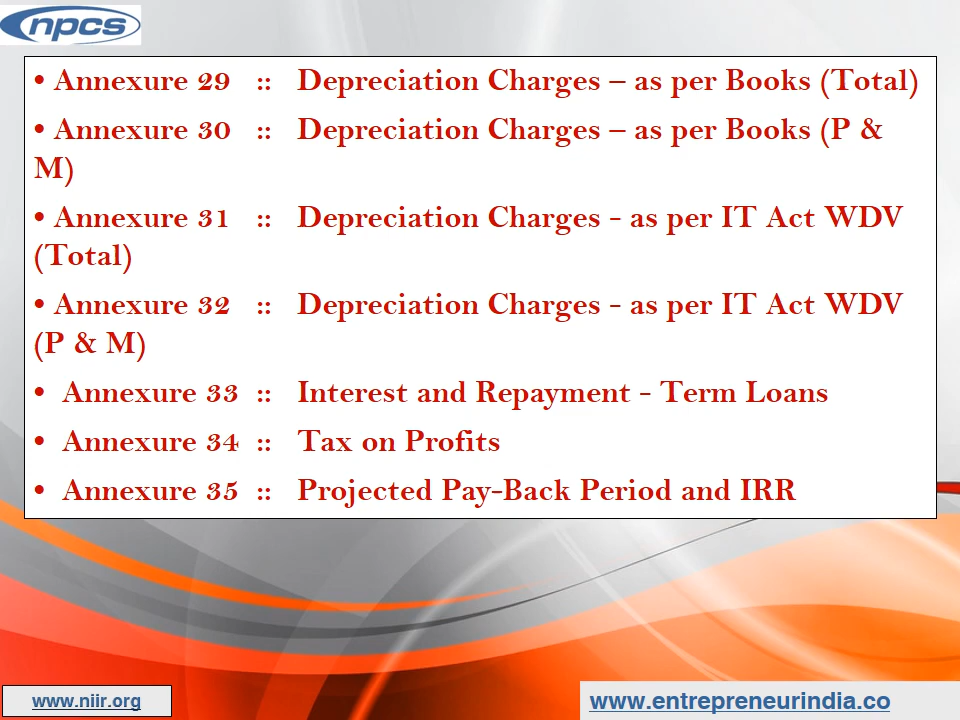 npcs
• Annexure 29 :: Depreciation Charges – as per Books (Total)
• Annexure 30 :: Depreciation Charges – as per Books (P &
M)
• Annexure 31 :: Depreciation Charges - as per IT Act WDV
(Total)
• Annexure 32 :: Depreciation Charges - as per IT Act WDV
(P & M)
• Annexure 33 :: Interest and Repayment - Term Loans
• Annexure 34 :: Tax on Profits
• Annexure 35 :: Projected Pay-Back Period and IRR
www.niir.org
www.entrepreneurindia.co